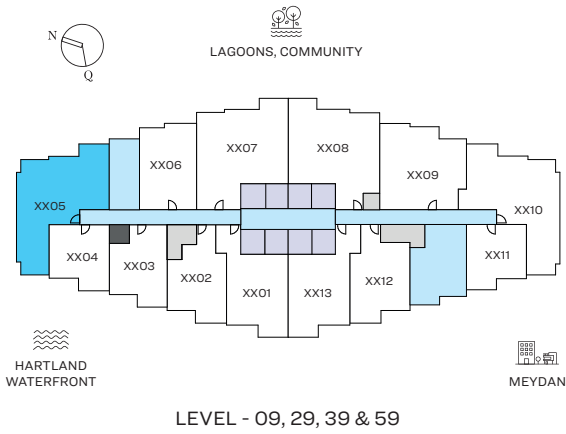 N
Q
LAGOONS, COMMUNITY
XX07
XX08
XX06
XX09
XX05
XX10
XX04
XX03
XX02
XX01
XX13
XX12
XX11
HARTLAND
WATERFRONT
MEYDAN
LEVEL - 09, 29, 39 & 59